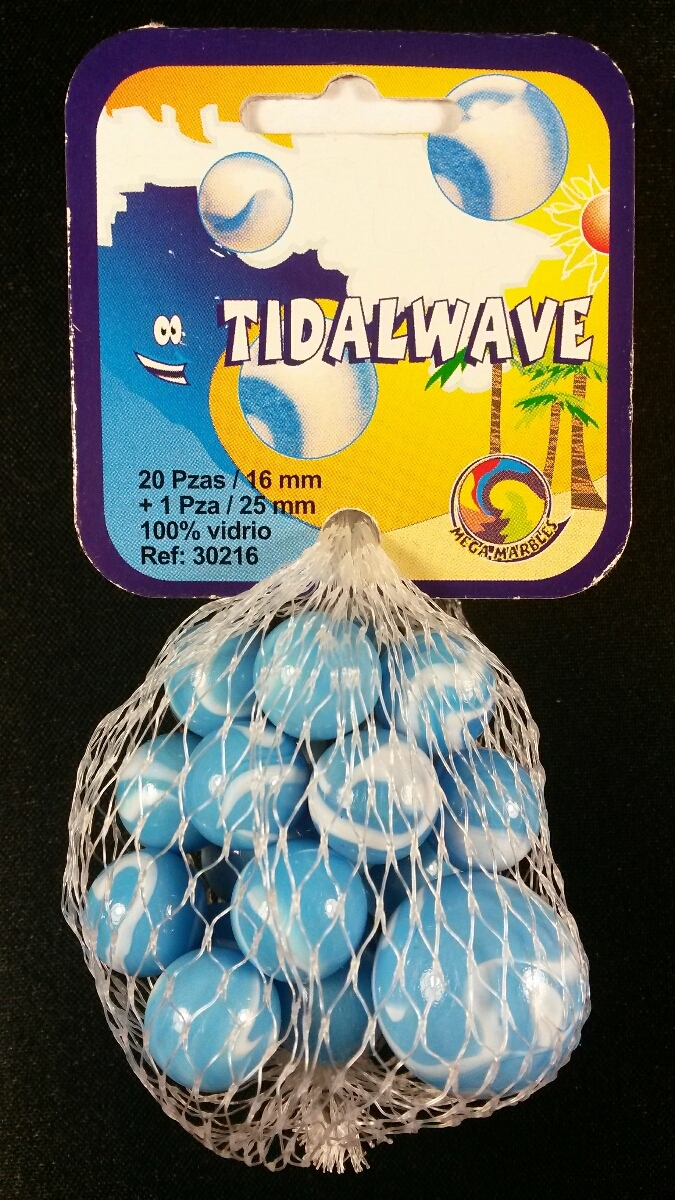 TIDALWAVE
20 Pzas / 16 mm
+ 1 Pza / 25 mm
100% vidrio
Ref: 30216
MEGA MARBLES